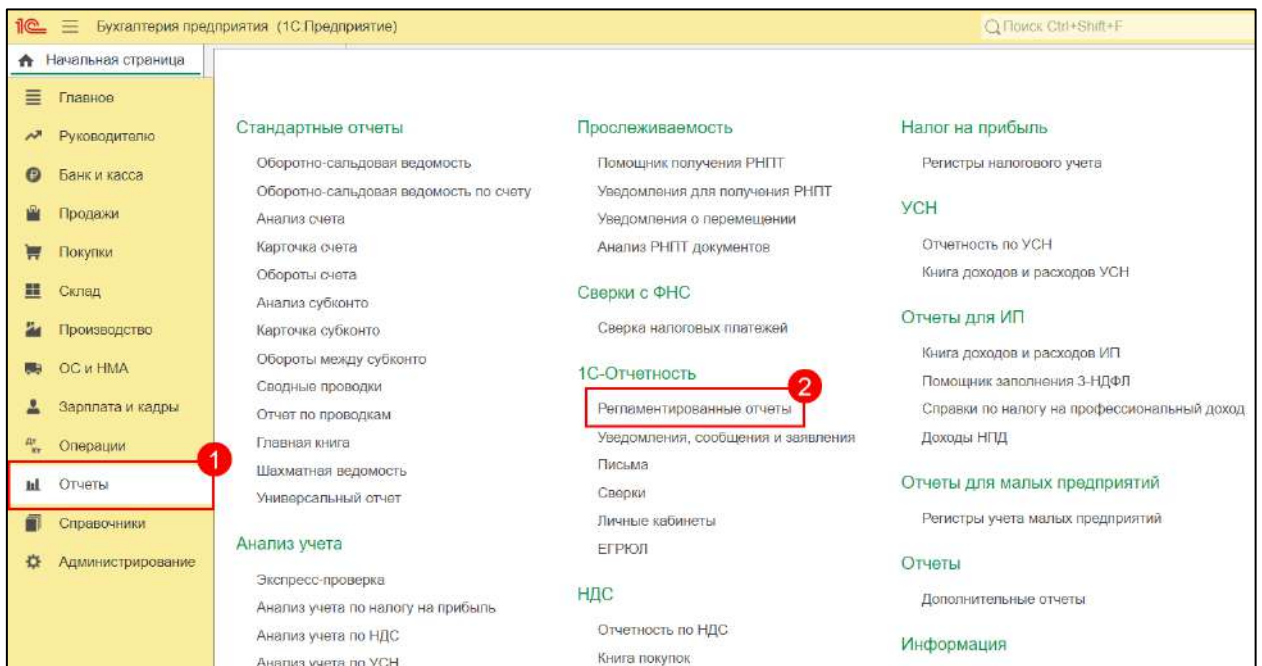 1С Бухгалтерия предприятия (1С:Предприятие)
Поиск Ctrl+Shift+F
Начальная страница
Главное
Руководителю
Банк и касса
Продажи
Покупки
Склад
Производство
ОС и НМА
Зарплата и кадры
Операции
1
Отчеты
Справочники
Администрирование
Стандартные отчеты
Оборотно-сальдовая ведомость
Оборотно-сальдовая ведомость по счету
Анализ счета
Карточка счета
Обороты счета
Анализ субконто
Карточка субконто
Обороты между субконто
Сводные проводки
Отчет по проводкам
Главная книга
Шахматная ведомость
Универсальный отчет
Анализ учета
Экспресс-проверка
Анализ учета по налогу на прибыль
Анализ учета по НДС
Анализ учета по УСН
Прослеживаемость
Помощник получения РНПТ
Уведомления для получения РНПТ
Уведомления о перемещении
Анализ РНПТ документов
Сверки с ФНС
Сверка налоговых платежей
1С-Отчетность
2
Регламентированные отчеты
Уведомления, сообщения и заявления
Письма
Сверки
Личные кабинеты
ЕГРЮЛ
НДС
Отчетность по НДС
Книга покупок
Налог на прибыль
Регистры налогового учета
УСН
Отчетность по УСН
Книга доходов и расходов УСН
Отчеты для ИП
Книга доходов и расходов ИП
Помощник заполнения 3-НДФЛ
Справки по налогу на профессиональный доход
Доходы НПД
Отчеты для малых предприятий
Регистры учета малых предприятий
Отчеты
Дополнительные отчеты
Информация